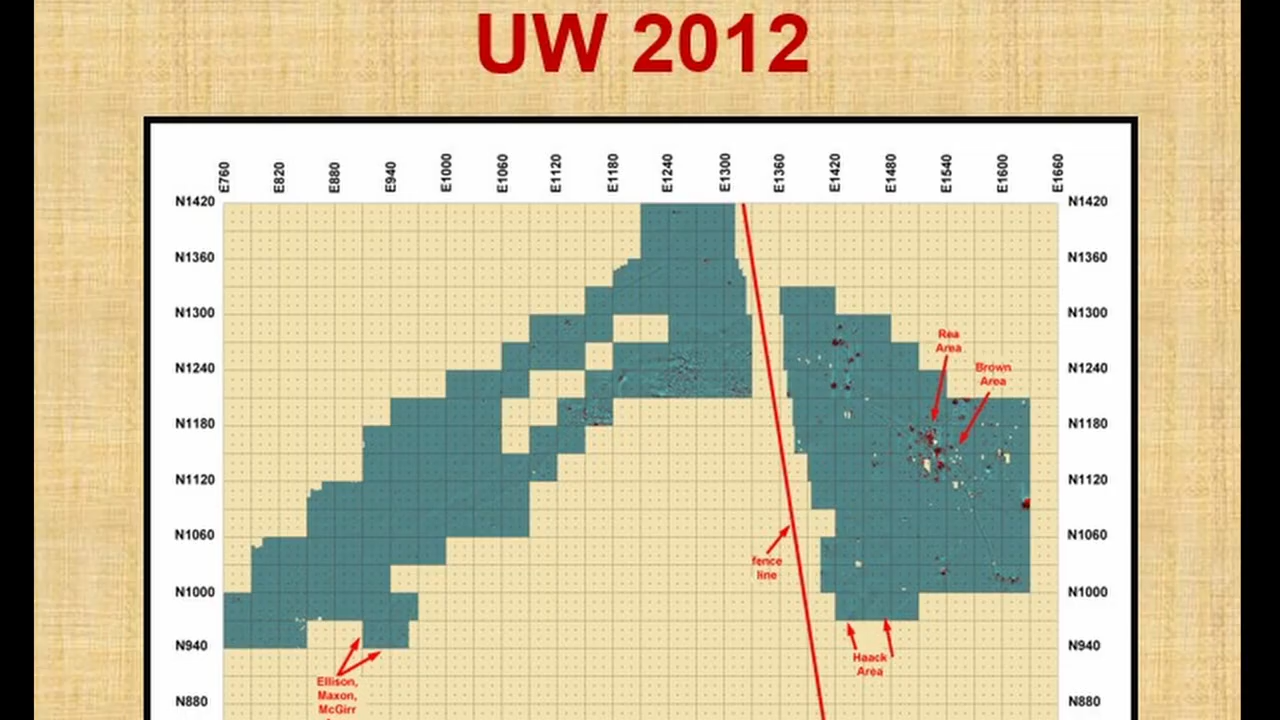 UW 2012
E760 E820 E880 E940 E1000 E1060 E1120 E1180 E1240 E1300 E1360 E1420 E1480 E1540 E1600 E1660
N1420 N1420
N1360 N1360
N1300 N1300
Rea
Area
N1240 N1240
Brown
Area
N1180 N1180
N1120 N1120
N1060 N1060
fence
line
N1000 N1000
N940 N940
Haack
Area
Ellison,
Maxon,
McGirr
N880 N880